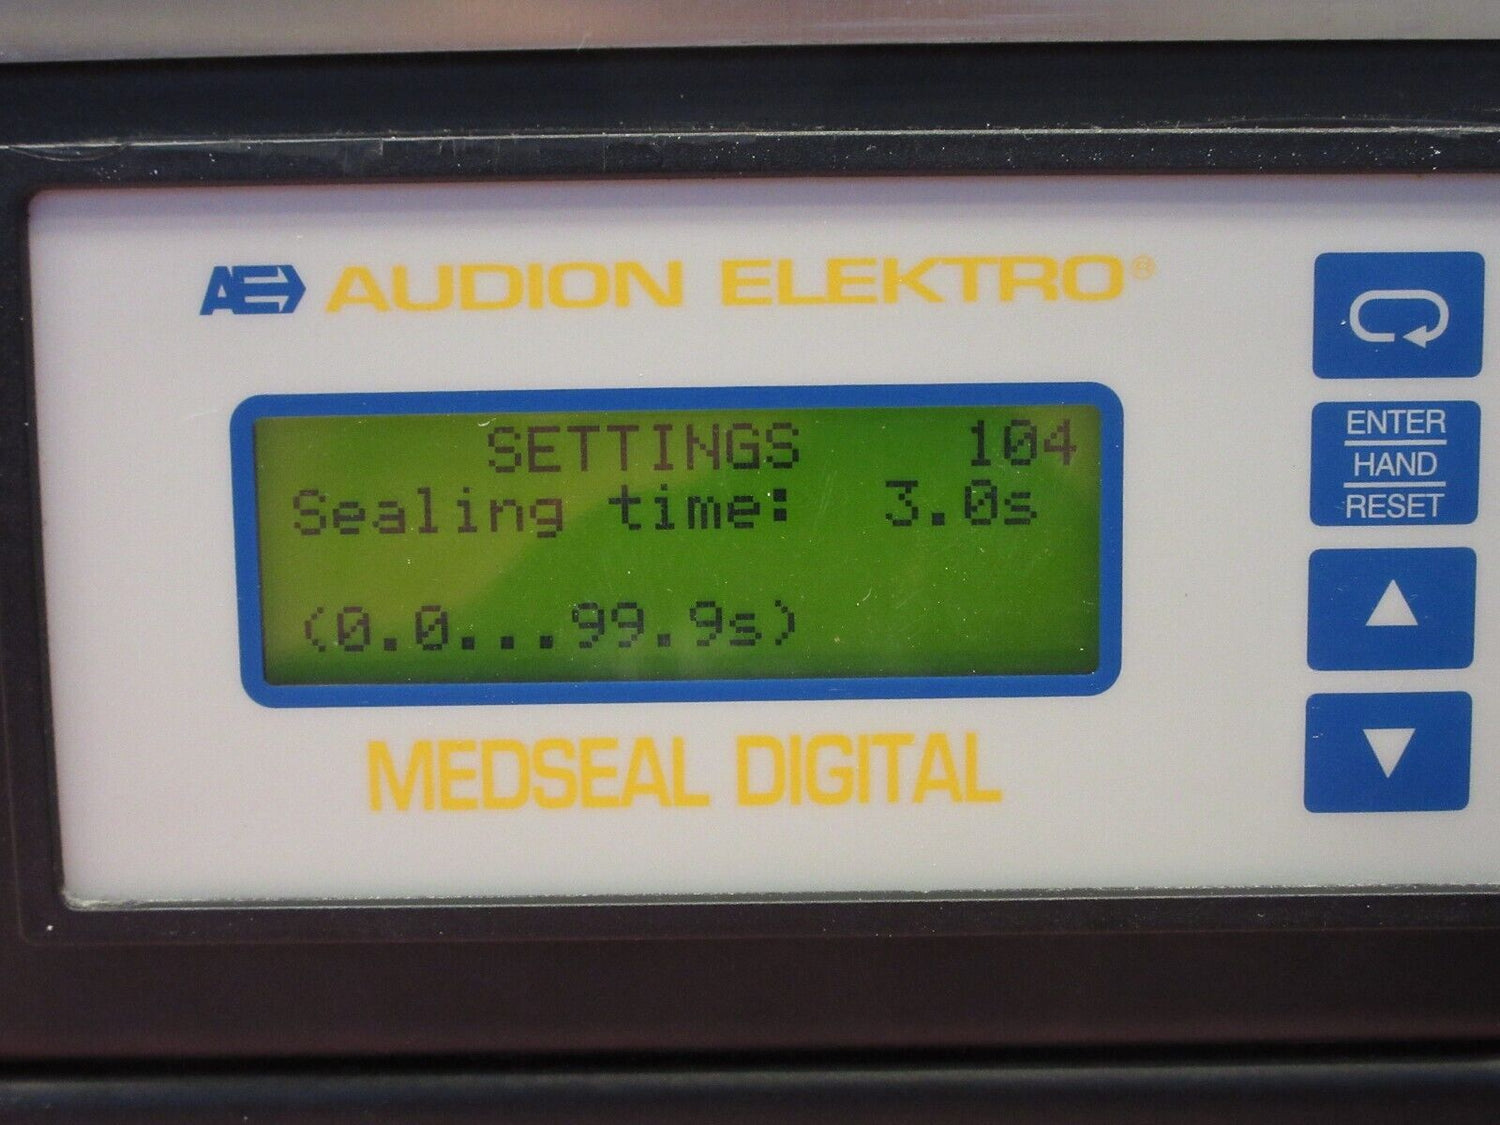 AE AUDION ELEKTRO®
SETTINGS 104
Sealing time: 3.0s
(0.0...99.9s)
MEDSEAL DIGITAL
ENTER
HAND
RESET